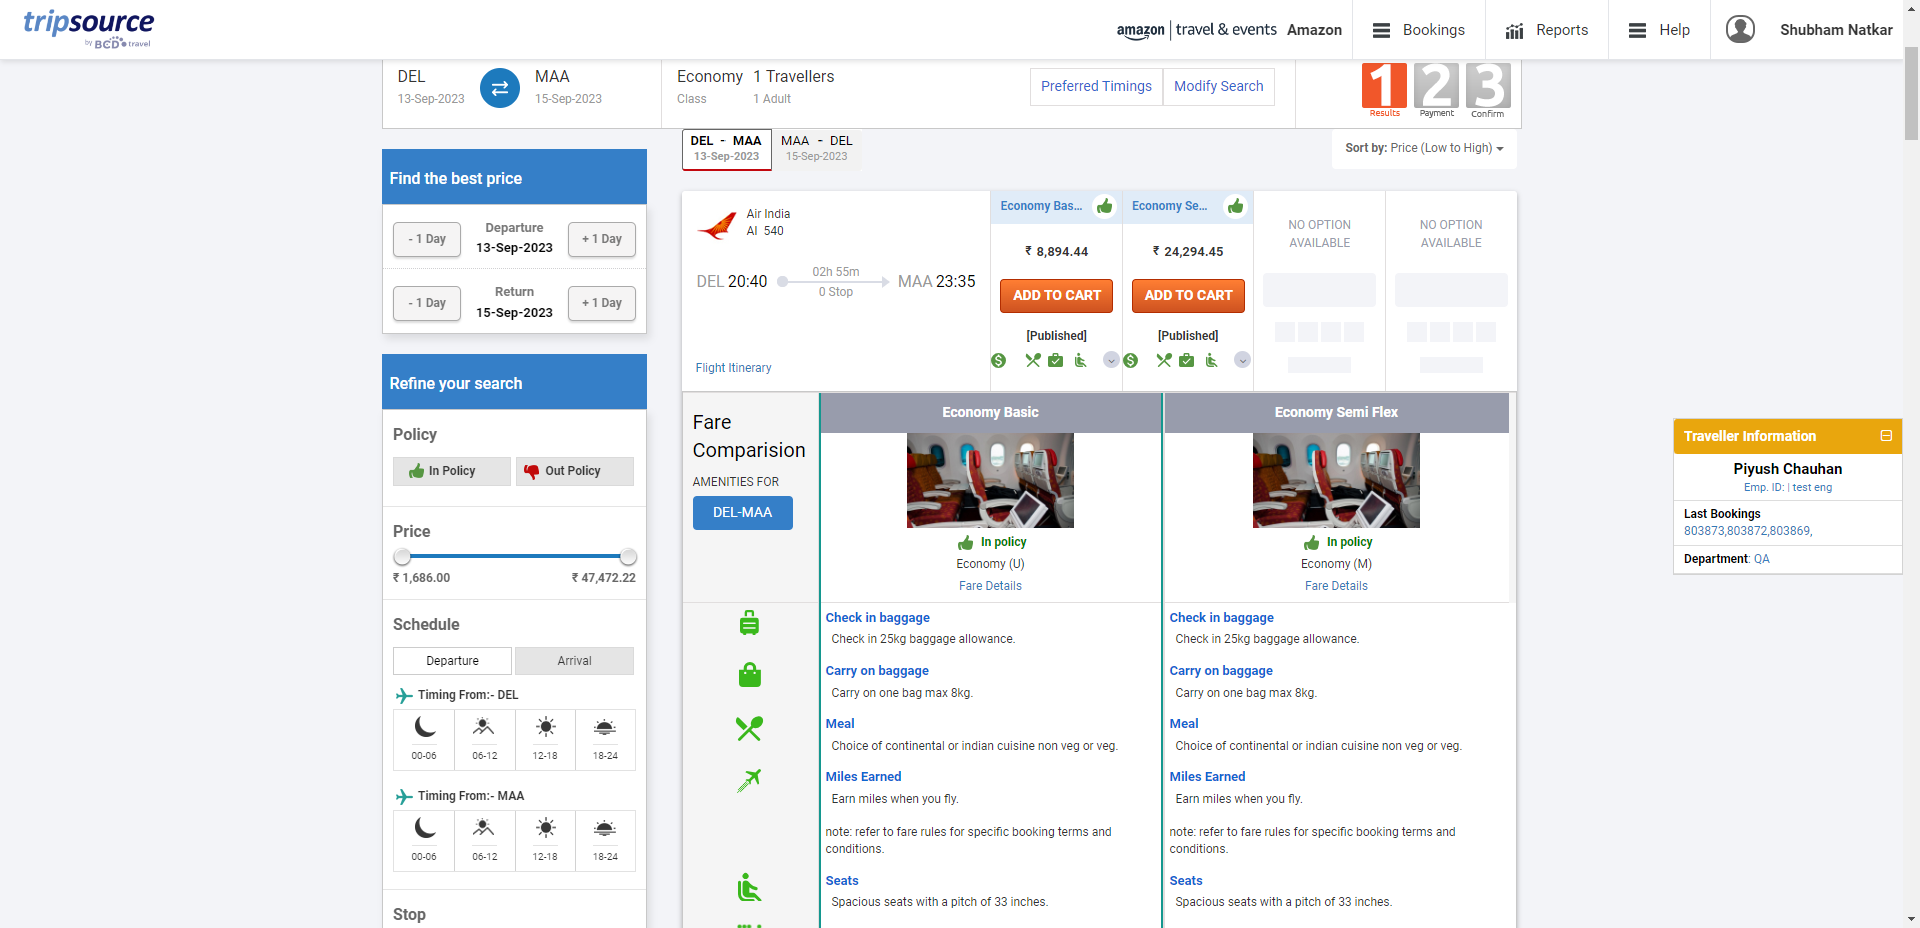 tripsource
by BCD travel
amazon | travel & events Amazon
Bookings
Reports
Help
Shubham Natkar
DEL
13-Sep-2023
MAA
15-Sep-2023
Economy
Class
1 Travellers
1 Adult
Preferred Timings
Modify Search
1
Results
2
Payment
3
Confirm
DEL - MAA
13-Sep-2023
MAA - DEL
15-Sep-2023
Sort by: Price (Low to High)
Find the best price
- 1 Day
Departure
13-Sep-2023
+ 1 Day
- 1 Day
Return
15-Sep-2023
+ 1 Day
Refine your search
Policy
In Policy
Out Policy
Price
₹ 1,686.00
₹ 47,472.22
Schedule
Departure
Arrival
Timing From:- DEL
00-06
06-12
12-18
18-24
Timing From:- MAA
00-06
06-12
12-18
18-24
Stop
Air India
AI 540
DEL 20:40
02h 55m
0 Stop
MAA 23:35
Flight Itinerary
Economy Bas...
₹ 8,894.44
ADD TO CART
[Published]
Economy Se...
₹ 24,294.45
ADD TO CART
[Published]
NO OPTION
AVAILABLE
NO OPTION
AVAILABLE
Fare
Comparision
AMENITIES FOR
DEL-MAA
Economy Basic
In policy
Economy (U)
Fare Details
Check in baggage
Check in 25kg baggage allowance.
Carry on baggage
Carry on one bag max 8kg.
Meal
Choice of continental or indian cuisine non veg or veg.
Miles Earned
Earn miles when you fly.
note: refer to fare rules for specific booking terms and
conditions.
Seats
Spacious seats with a pitch of 33 inches.
Economy Semi Flex
In policy
Economy (M)
Fare Details
Check in baggage
Check in 25kg baggage allowance.
Carry on baggage
Carry on one bag max 8kg.
Meal
Choice of continental or indian cuisine non veg or veg.
Miles Earned
Earn miles when you fly.
note: refer to fare rules for specific booking terms and
conditions.
Seats
Spacious seats with a pitch of 33 inches.
Traveller Information
Piyush Chauhan
Emp. ID: | test eng
Last Bookings
803873,803872,803869,
Department: QA